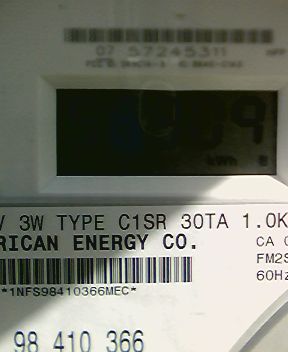 07 57245311
kWh
V 3W TYPE C1SR 30TA 1.0K
RICAN ENERGY CO.
CA
FM2S
60Hz
*1NFS98410366MEC*
98 410 366